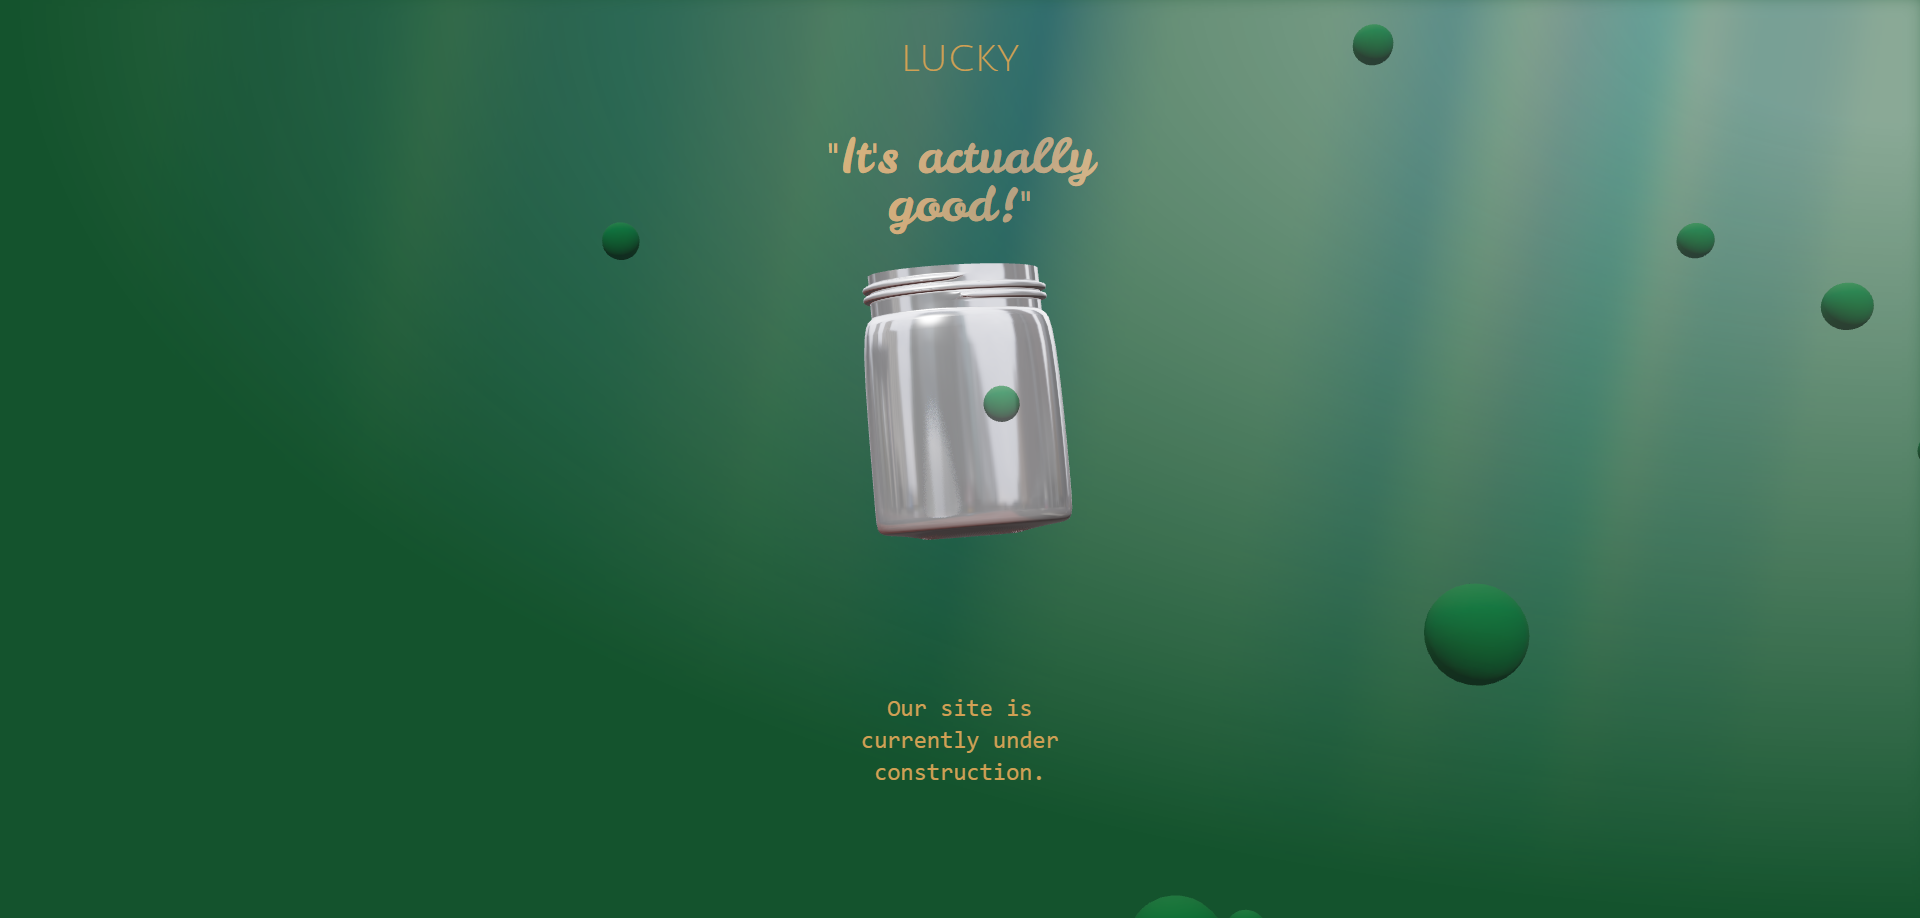 LUCKY
"It's actually
good!"
Our site is
currently under
construction.